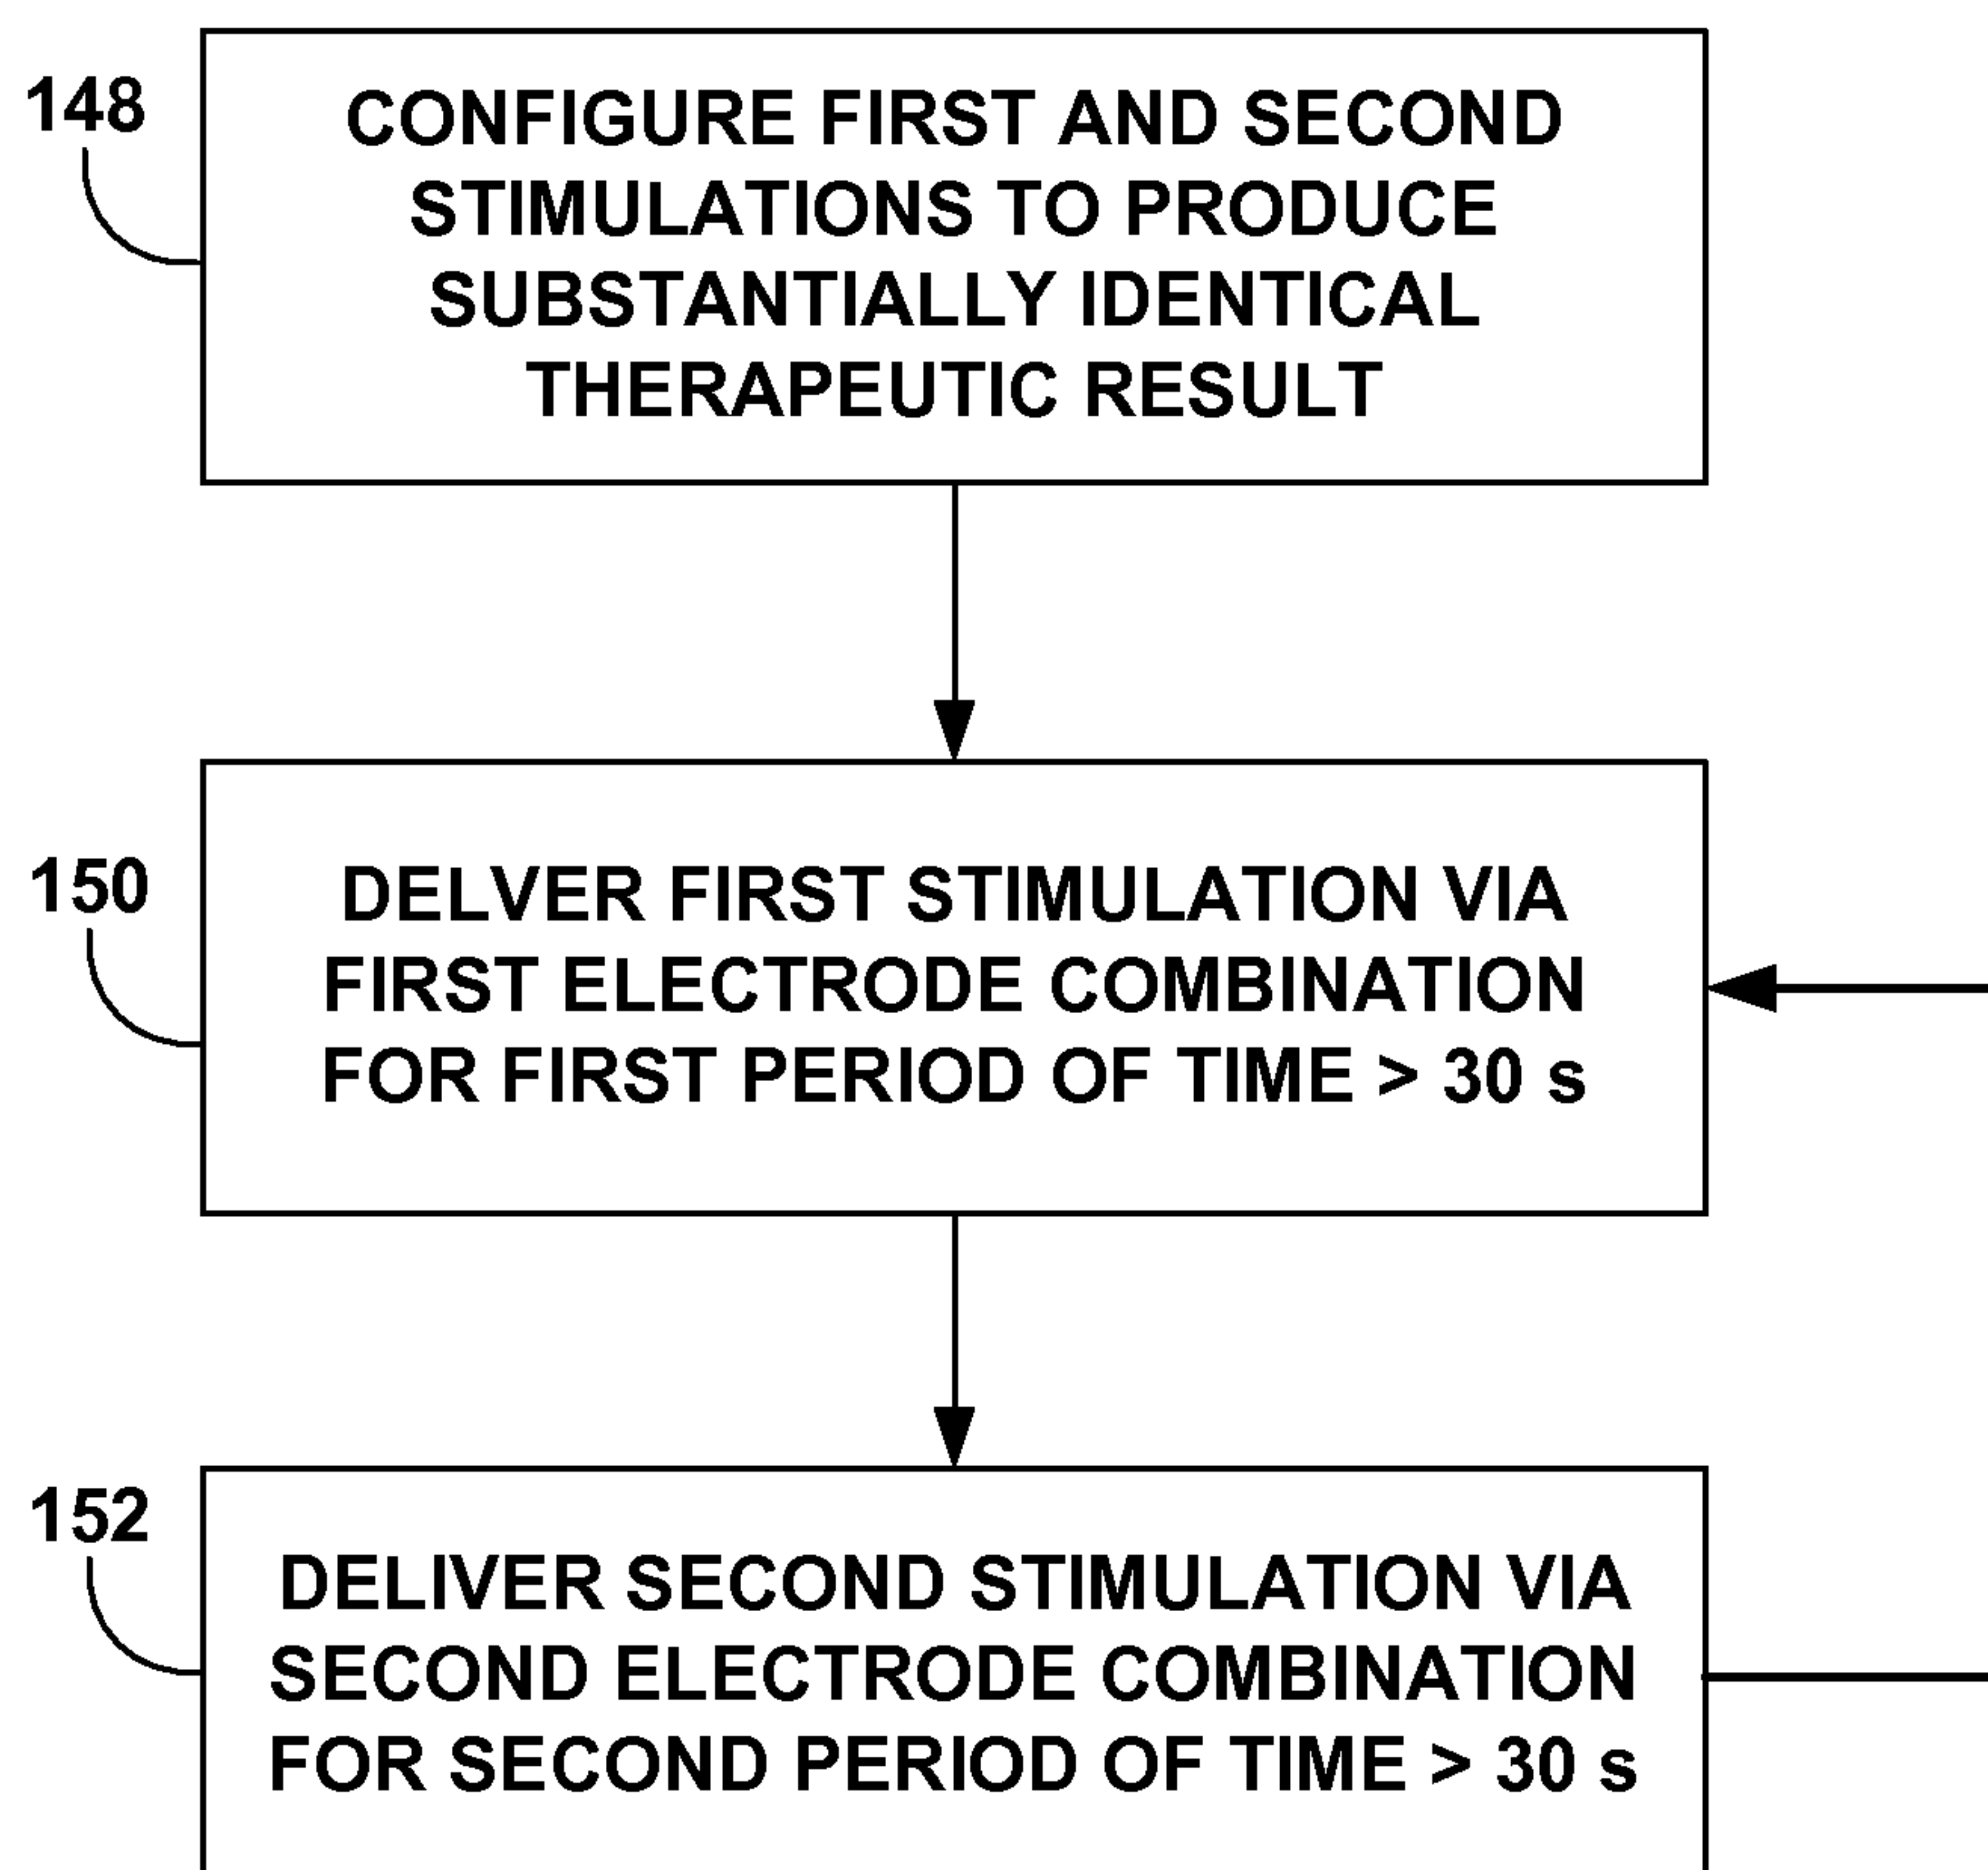 148
CONFIGURE FIRST AND SECOND
STIMULATIONS TO PRODUCE
SUBSTANTIALLY IDENTICAL
THERAPEUTIC RESULT
150
DELVER FIRST STIMULATION VIA
FIRST ELECTRODE COMBINATION
FOR FIRST PERIOD OF TIME > 30 s
152
DELIVER SECOND STIMULATION VIA
SECOND ELECTRODE COMBINATION
FOR SECOND PERIOD OF TIME > 30 s